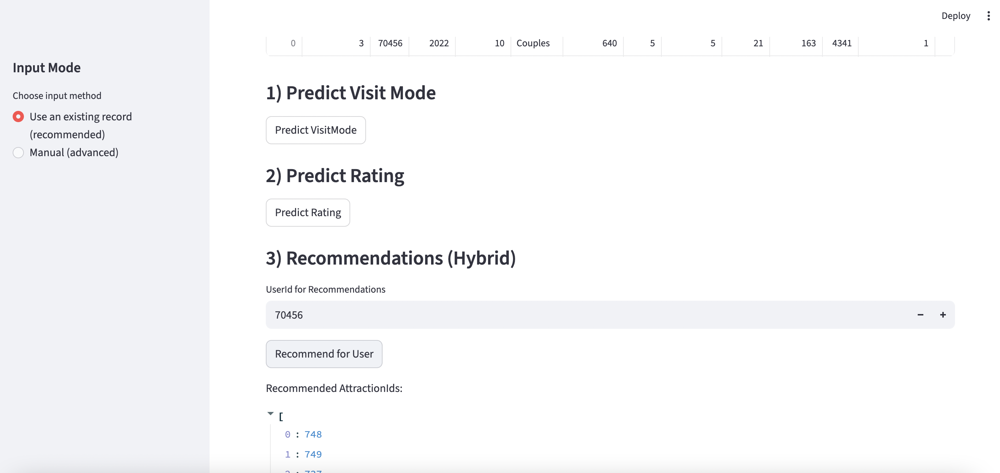 Deploy
0 3 70456 2022 10 Couples 640 5 5 21 163 4341 1
Input Mode
Choose input method
Use an existing record
(recommended)
Manual (advanced)
1) Predict Visit Mode
Predict VisitMode
2) Predict Rating
Predict Rating
3) Recommendations (Hybrid)
UserId for Recommendations
70456
Recommend for User
Recommended AttractionIds:
[
0 : 748
1 : 749